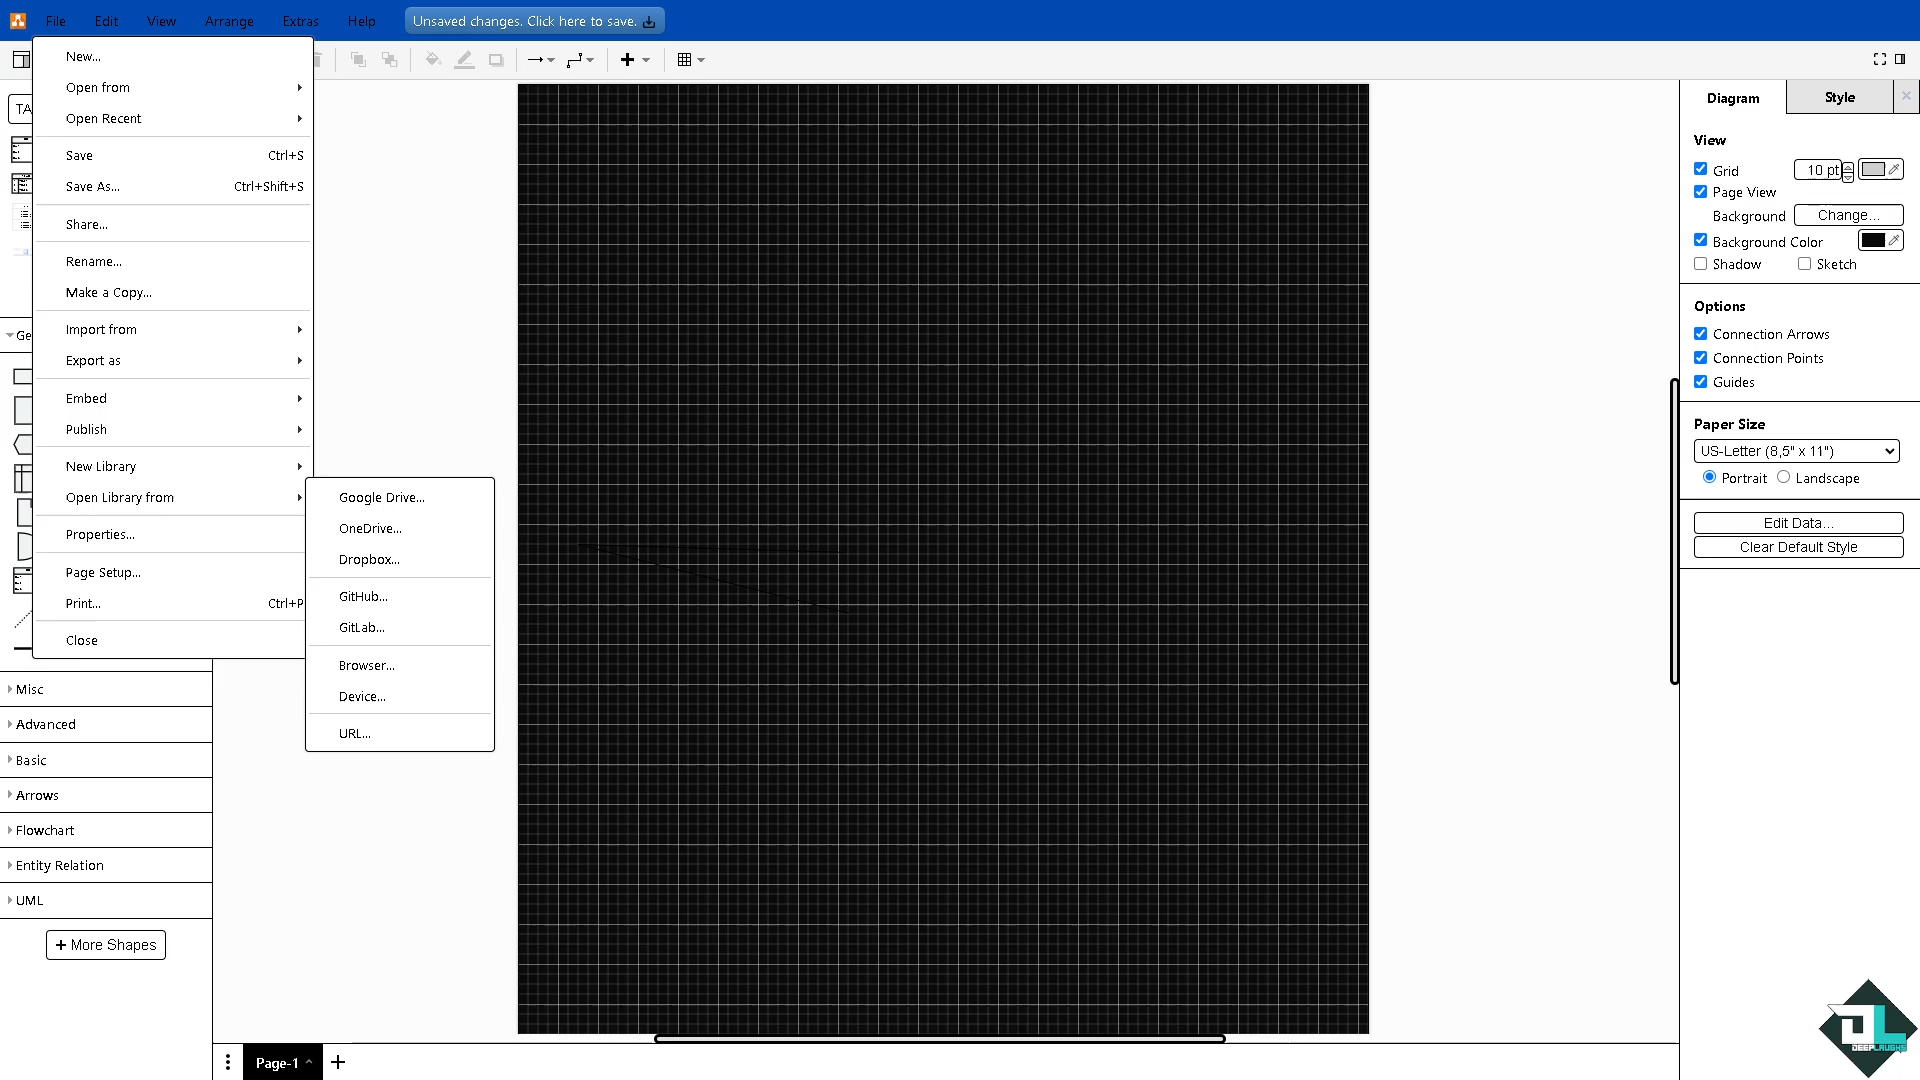 File Edit View Arrange Extras Help Unsaved changes. Click here to save.
New...
Open from
Open Recent
Save Ctrl+S
Save As... Ctrl+Shift+S
Share...
Rename...
Make a Copy...
Import from
Export as
Embed
Publish
New Library
Open Library from
Properties...
Page Setup...
Print... Ctrl+P
Close
Google Drive...
OneDrive...
Dropbox...
GitHub...
GitLab...
Browser...
Device...
URL...
Misc
Advanced
Basic
Arrows
Flowchart
Entity Relation
UML
+ More Shapes
Page-1
Diagram Style
View
Grid 10 pt
Page View
Background Change...
Background Color
Shadow Sketch
Options
Connection Arrows
Connection Points
Guides
Paper Size
US-Letter (8,5" x 11")
Portrait Landscape
Edit Data...
Clear Default Style
DEEPLAUGHS